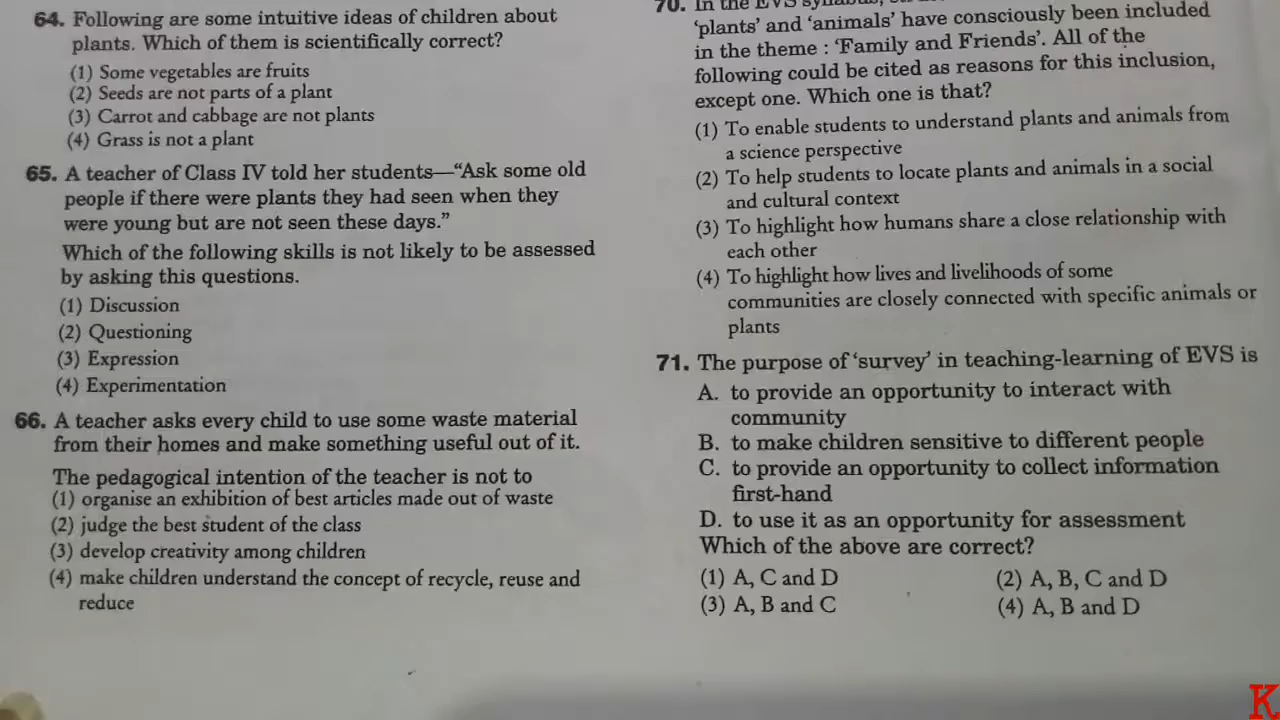 64. Following are some intuitive ideas of children about
plants. Which of them is scientifically correct?
(1) Some vegetables are fruits
(2) Seeds are not parts of a plant
(3) Carrot and cabbage are not plants
(4) Grass is not a plant
65. A teacher of Class IV told her students—“Ask some old
people if there were plants they had seen when they
were young but are not seen these days.”
Which of the following skills is not likely to be assessed
by asking this questions.
(1) Discussion
(2) Questioning
(3) Expression
(4) Experimentation
66. A teacher asks every child to use some waste material
from their homes and make something useful out of it.
The pedagogical intention of the teacher is not to
(1) organise an exhibition of best articles made out of waste
(2) judge the best student of the class
(3) develop creativity among children
(4) make children understand the concept of recycle, reuse and
reduce
70. In the EVS syllabus,
‘plants’ and ‘animals’ have consciously been included
in the theme : ‘Family and Friends’. All of the
following could be cited as reasons for this inclusion,
except one. Which one is that?
(1) To enable students to understand plants and animals from
a science perspective
(2) To help students to locate plants and animals in a social
and cultural context
(3) To highlight how humans share a close relationship with
each other
(4) To highlight how lives and livelihoods of some
communities are closely connected with specific animals or
plants
71. The purpose of ‘survey’ in teaching-learning of EVS is
A. to provide an opportunity to interact with
community
B. to make children sensitive to different people
C. to provide an opportunity to collect information
first-hand
D. to use it as an opportunity for assessment
Which of the above are correct?
(1) A, C and D (2) A, B, C and D
(3) A, B and C (4) A, B and D
K